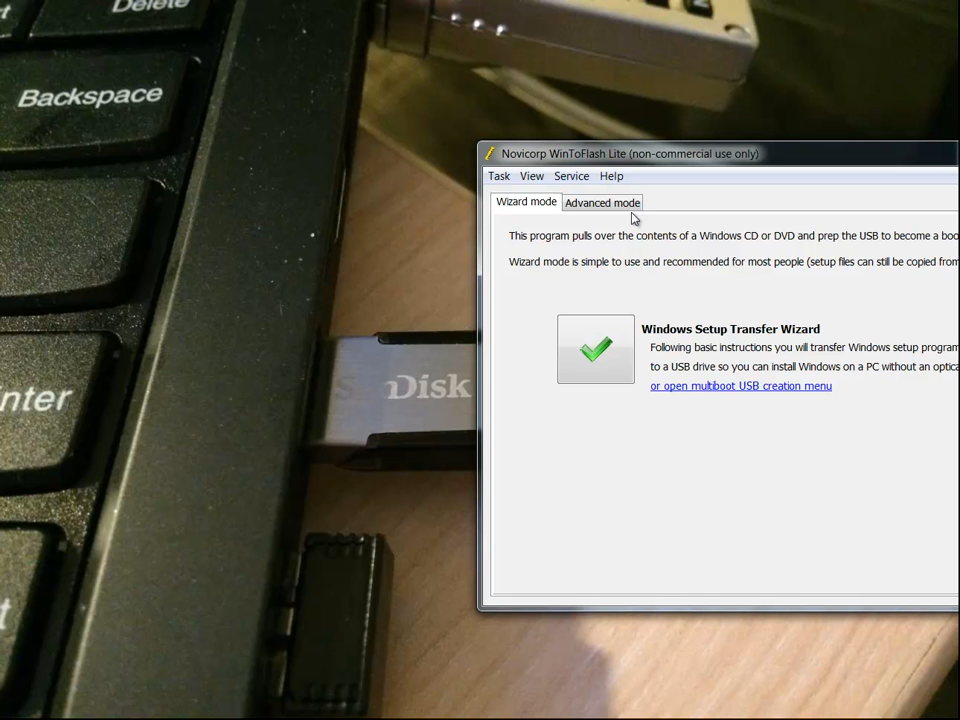 Delete
Backspace
nter
Disk
Novicorp WinToFlash Lite (non-commercial use only)
Task View Service Help
Wizard mode Advanced mode
This program pulls over the contents of a Windows CD or DVD and prep the USB to become a boo
Wizard mode is simple to use and recommended for most people (setup files can still be copied from
Windows Setup Transfer Wizard
Following basic instructions you will transfer Windows setup program
to a USB drive so you can install Windows on a PC without an optica
or open multiboot USB creation menu